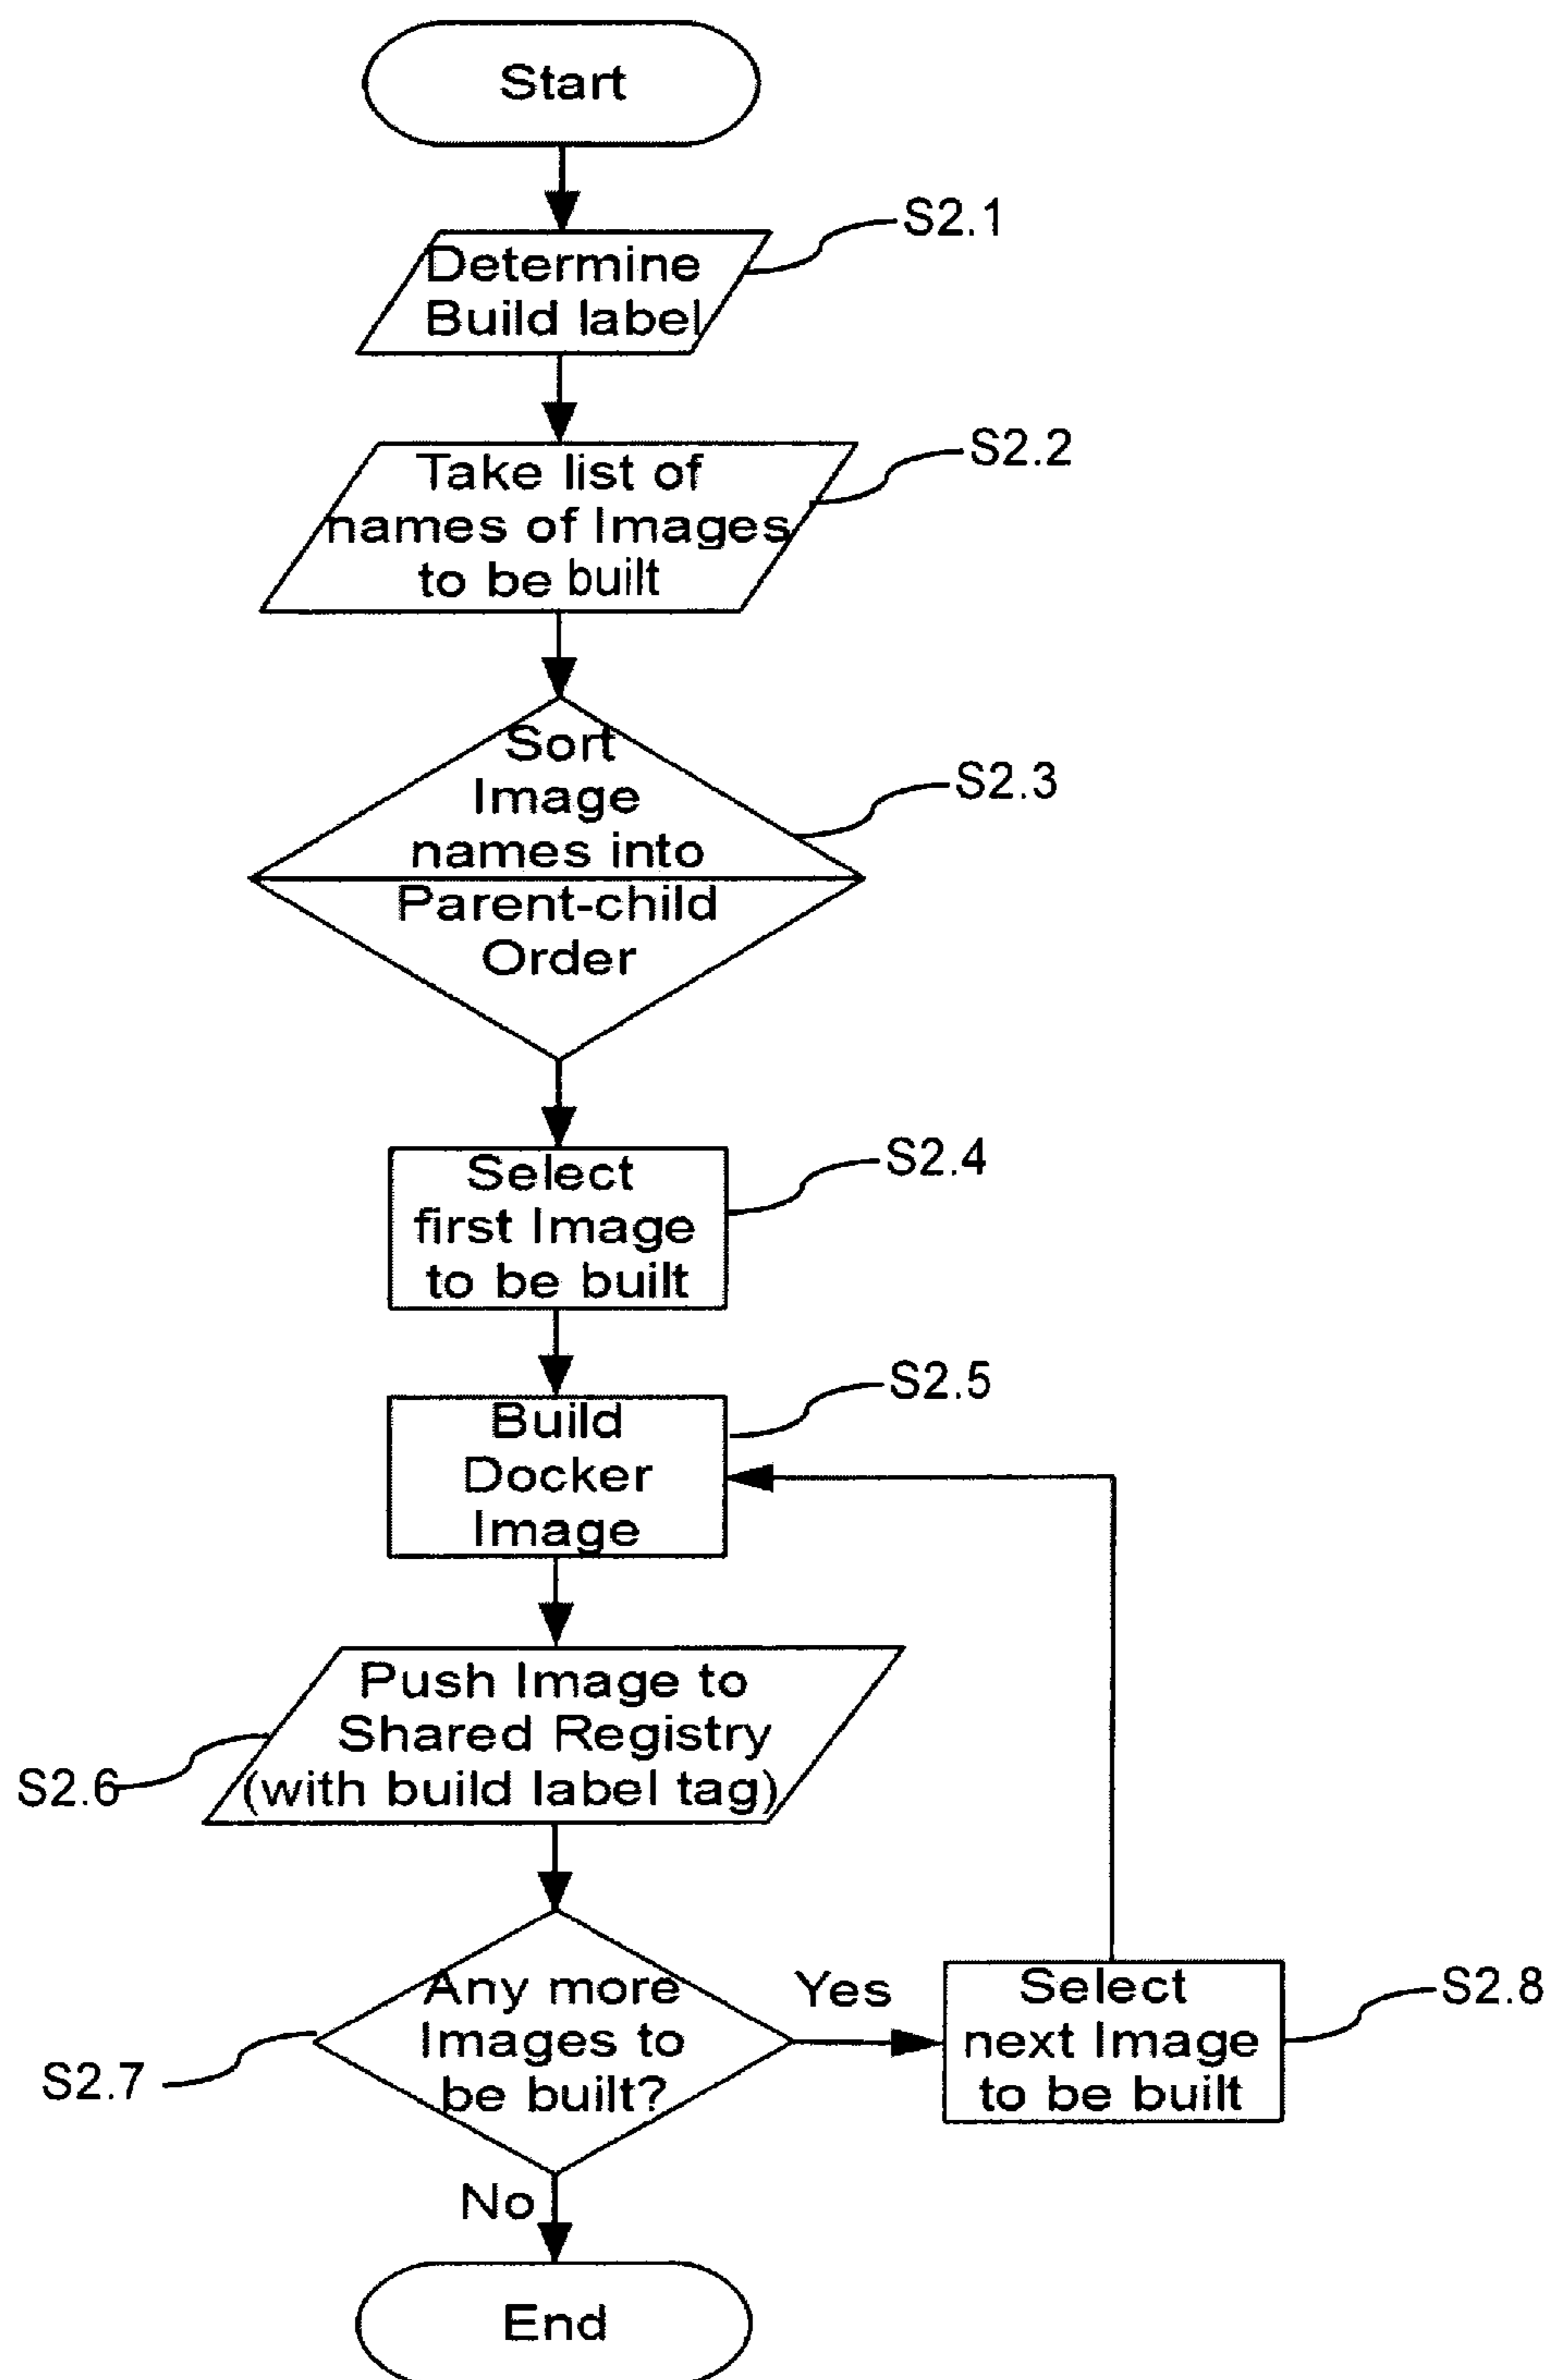 Start
S2.1
Determine
Build label
S2.2
Take list of
names of Images
to be built
S2.3
Sort
Image
names into
Parent-child
Order
S2.4
Select
first Image
to be built
S2.5
Build
Docker
Image
Push Image to
Shared Registry
(with build label tag)
S2.6
Any more
Images to
be built?
S2.7
Yes
Select
next Image
to be built
S2.8
No
End